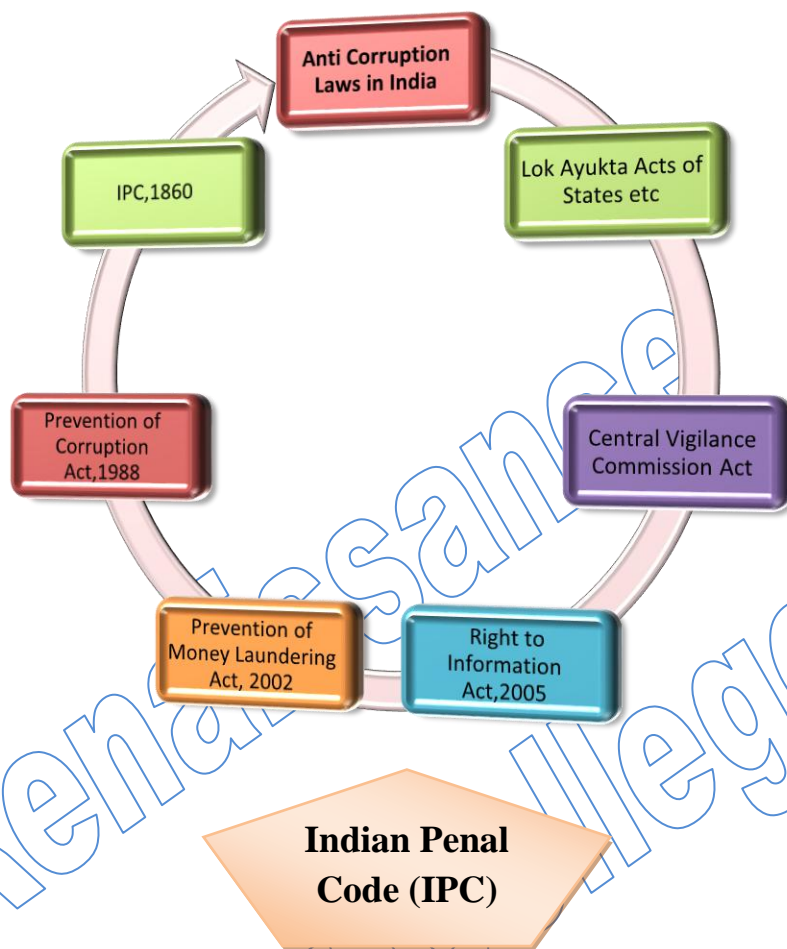 Anti Corruption
Laws in India
Lok Ayukta Acts of
States etc
Central Vigilance
Commission Act
Right to
Information
Act,2005
Prevention of
Money Laundering
Act, 2002
Prevention of
Corruption
Act,1988
IPC,1860
Indian Penal
Code (IPC)